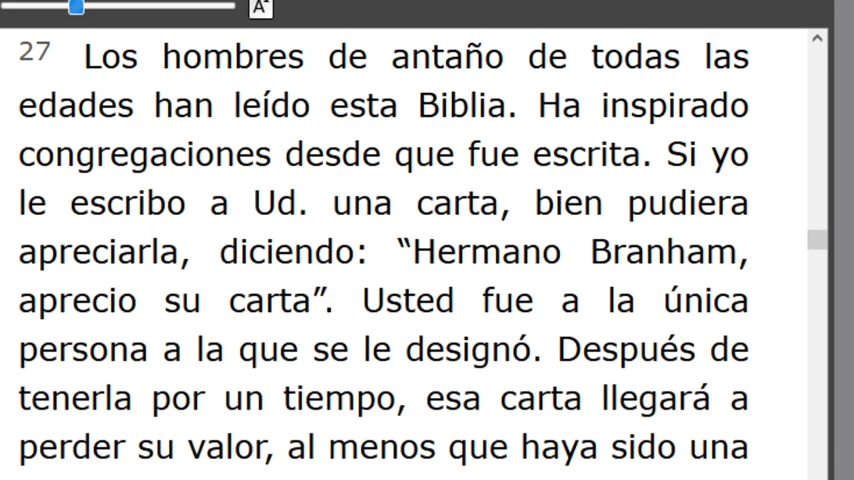 A
27 Los hombres de antaño de todas las
edades han leído esta Biblia. Ha inspirado
congregaciones desde que fue escrita. Si yo
le escribo a Ud. una carta, bien pudiera
apreciarla, diciendo: “Hermano Branham,
aprecio su carta”. Usted fue a la única
persona a la que se le designó. Después de
tenerla por un tiempo, esa carta llegará a
perder su valor, al menos que haya sido una